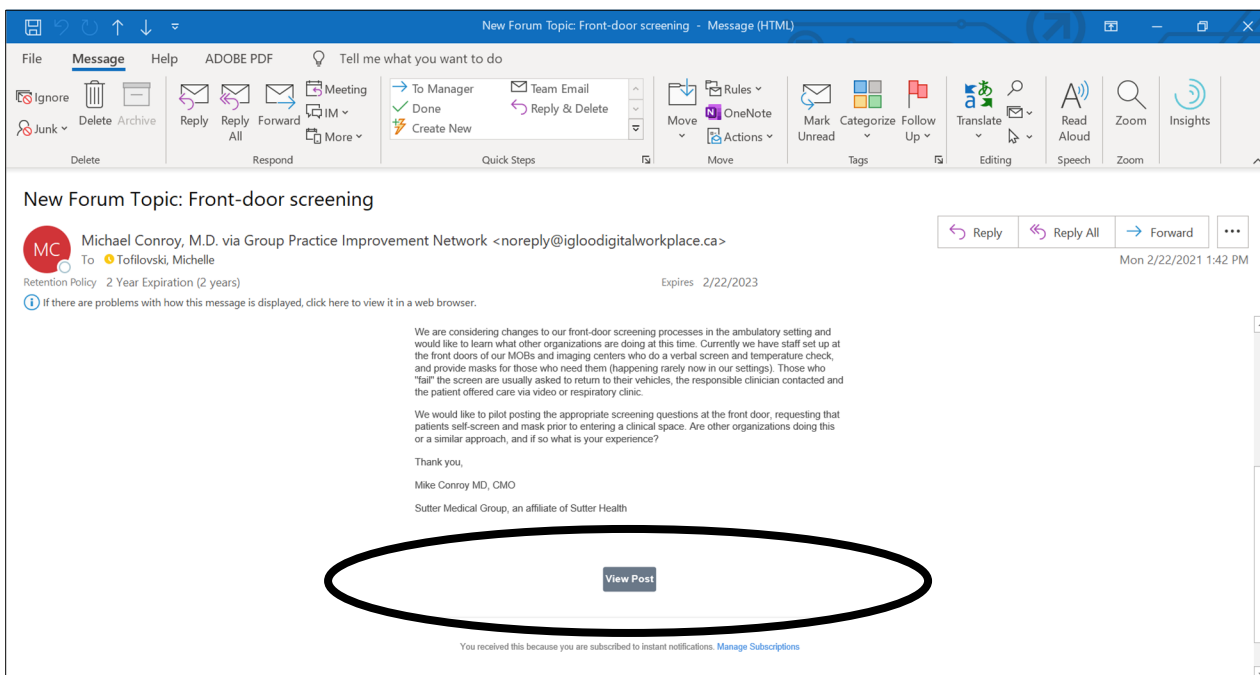 New Forum Topic: Front-door screening - Message (HTML)
File Message Help ADOBE PDF Tell me what you want to do
Ignore
Junk
Delete Archive
Reply Reply All Forward
Meeting
IM
More
To Manager Team Email
Done Reply & Delete
Create New
Move
Rules
OneNote
Actions
Mark Unread Categorize Follow Up
Translate
Read Aloud
Zoom
Insights
Delete Respond Quick Steps Move Tags Editing Speech Zoom
New Forum Topic: Front-door screening
MC
Michael Conroy, M.D. via Group Practice Improvement Network <noreply@igloodigitalworkplace.ca>
To Tofilovski, Michelle
Reply Reply All Forward
Mon 2/22/2021 1:42 PM
Retention Policy 2 Year Expiration (2 years) Expires 2/22/2023
If there are problems with how this message is displayed, click here to view it in a web browser.
We are considering changes to our front-door screening processes in the ambulatory setting and
would like to learn what other organizations are doing at this time. Currently we have staff set up at
the front doors of our MOBs and imaging centers who do a verbal screen and temperature check,
and provide masks for those who need them (happening rarely now in our settings). Those who
"fail" the screen are usually asked to return to their vehicles, the responsible clinician contacted and
the patient offered care via video or respiratory clinic.
We would like to pilot posting the appropriate screening questions at the front door, requesting that
patients self-screen and mask prior to entering a clinical space. Are other organizations doing this
or a similar approach, and if so what is your experience?
Thank you,
Mike Conroy MD, CMO
Sutter Medical Group, an affiliate of Sutter Health
View Post
You received this because you are subscribed to instant notifications. Manage Subscriptions